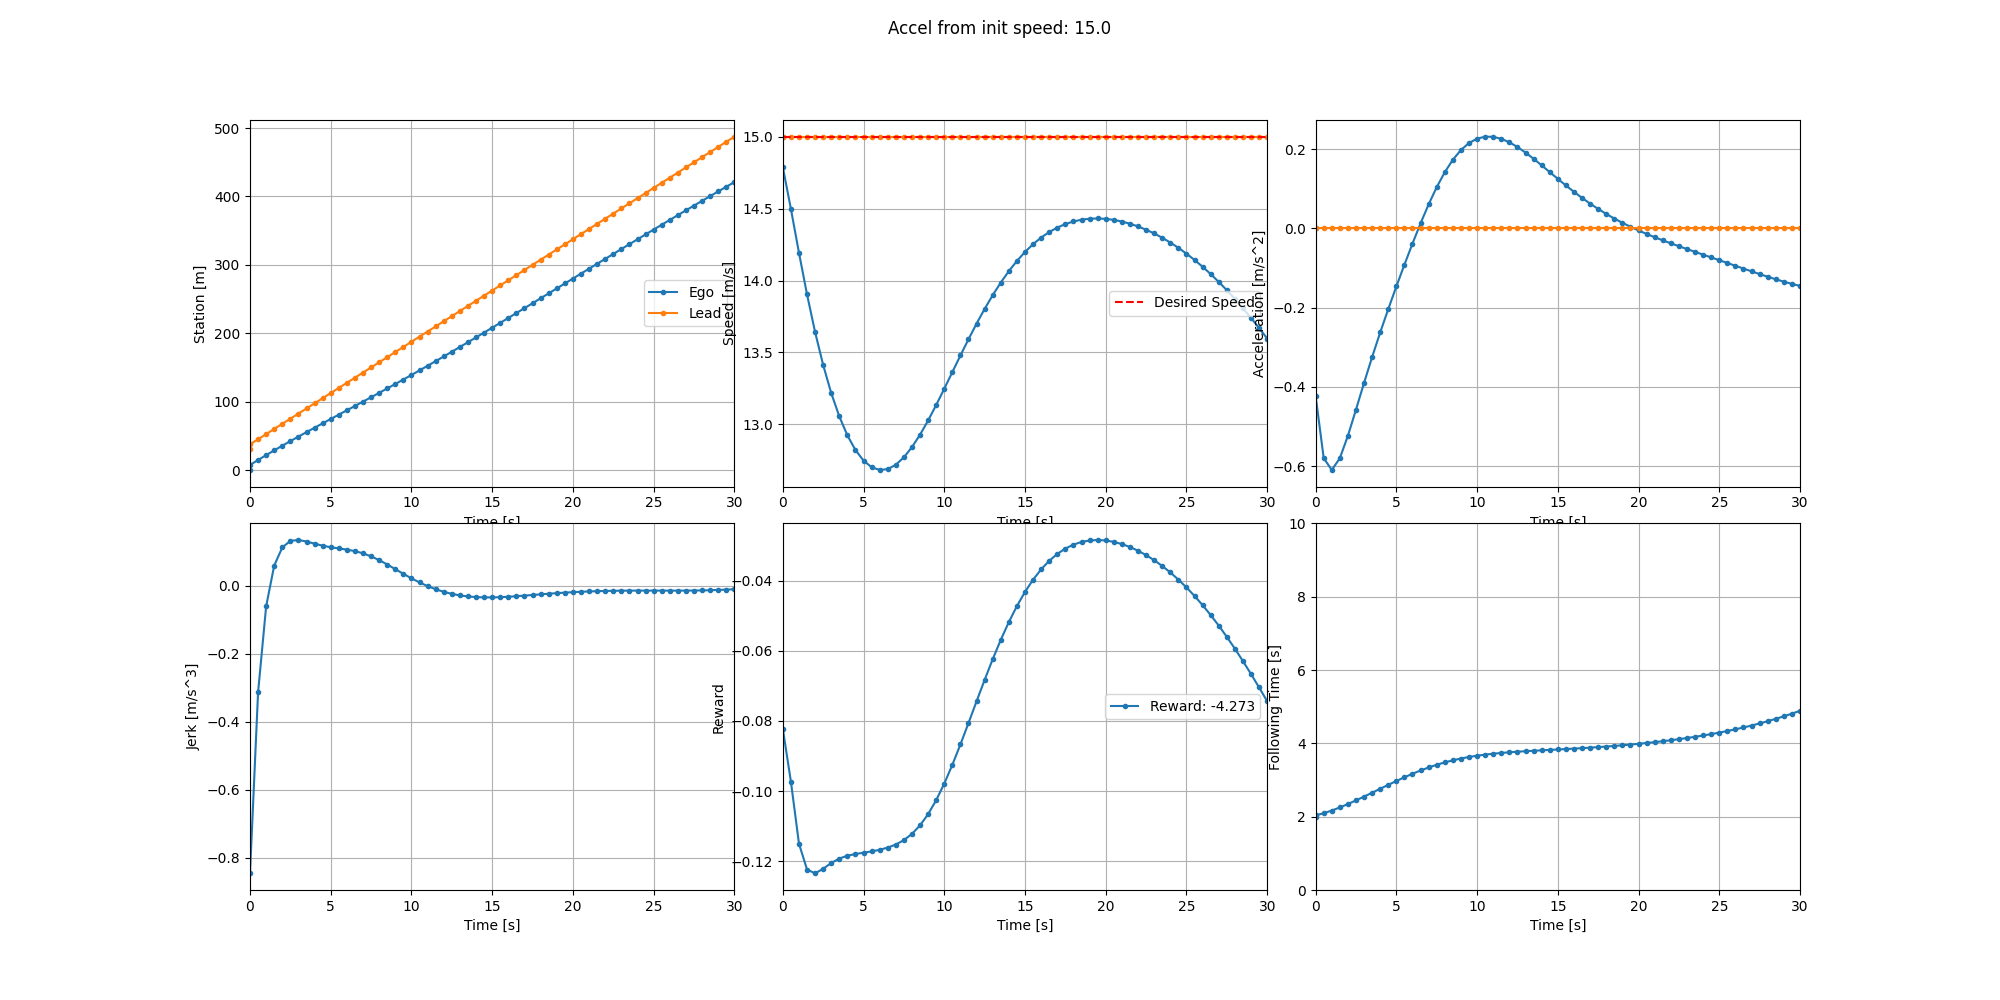 Accel from init speed: 15.0
500
400
300
200
100
0
Station [m]
Ego
Lead
0 5 10 15 20 25 30
Time [s]
15.0
14.5
14.0
13.5
13.0
Speed [m/s]
Desired Speed
0 5 10 15 20 25 30
Time [s]
0.2
0.0
−0.2
−0.4
−0.6
Acceleration [m/s^2]
0 5 10 15 20 25 30
Time [s]
0.0
−0.2
−0.4
−0.6
−0.8
Jerk [m/s^3]
0 5 10 15 20 25 30
Time [s]
−0.04
−0.06
−0.08
−0.10
−0.12
Reward
Reward: -4.273
0 5 10 15 20 25 30
Time [s]
10
8
6
4
2
0
Following Time [s]
0 5 10 15 20 25 30
Time [s]